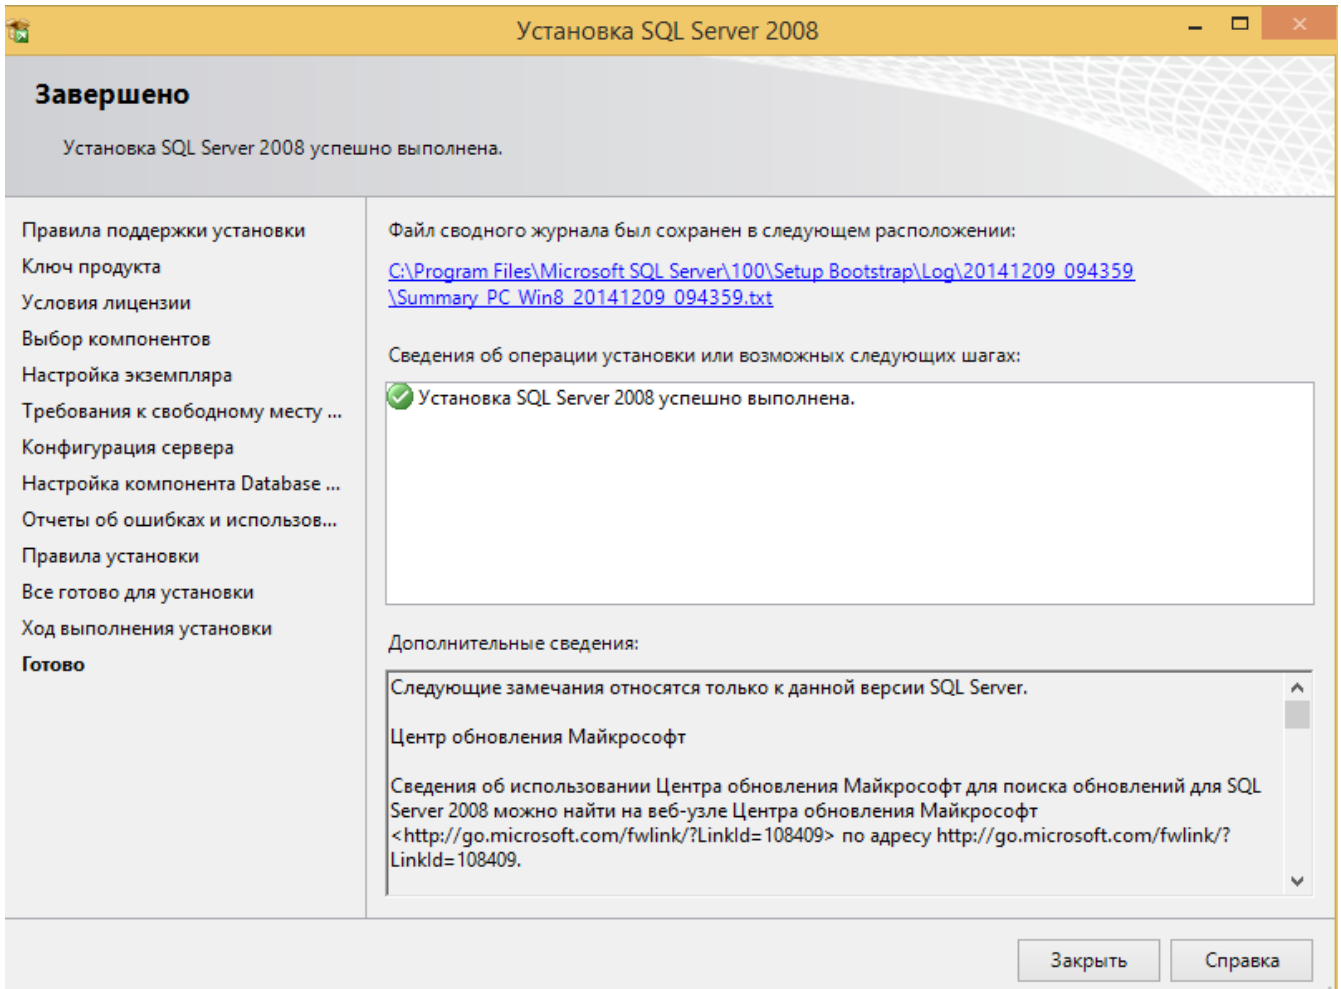 Установка SQL Server 2008
Завершено
Установка SQL Server 2008 успешно выполнена.
Правила поддержки установки
Ключ продукта
Условия лицензии
Выбор компонентов
Настройка экземпляра
Требования к свободному месту ...
Конфигурация сервера
Настройка компонента Database ...
Отчеты об ошибках и использов...
Правила установки
Все готово для установки
Ход выполнения установки
Готово
Файл сводного журнала был сохранен в следующем расположении:
C:\Program Files\Microsoft SQL Server\100\Setup Bootstrap\Log\20141209_094359
\Summary_PC_Win8_20141209_094359.txt
Сведения об операции установки или возможных следующих шагах:
Установка SQL Server 2008 успешно выполнена.
Дополнительные сведения:
Следующие замечания относятся только к данной версии SQL Server.
Центр обновления Майкрософт
Сведения об использовании Центра обновления Майкрософт для поиска обновлений для SQL
Server 2008 можно найти на веб-узле Центра обновления Майкрософт
<http://go.microsoft.com/fwlink/?LinkId=108409> по адресу http://go.microsoft.com/fwlink/?
LinkId=108409.
Закрыть
Справка